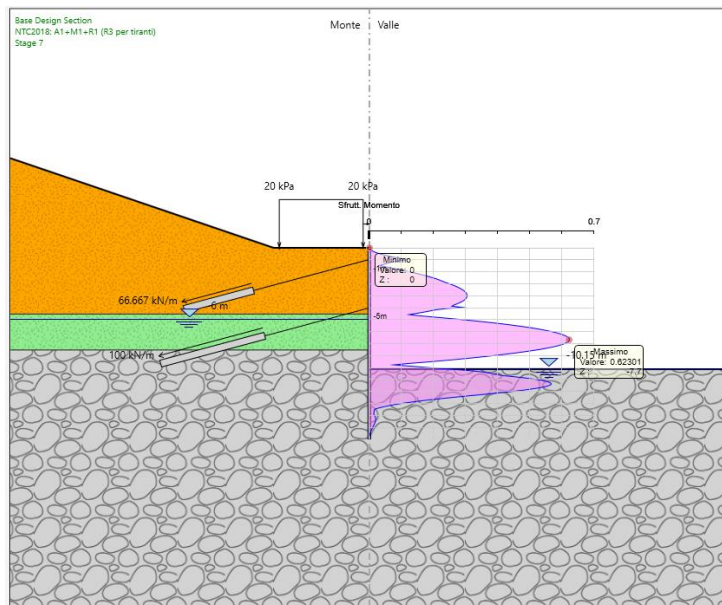 Base Design Section
NTC2018: A1+M1+R1 (R3 per tiranti)
Stage 7
Monte
Valle
20 kPa
20 kPa
Sfrutt. Momento
0
0.7
Minimo
Valore: 0
Z : 0
66.667 kN/m
6 m
-5m
100 kN/m
-10.15 m
Massimo
Valore: 0.62301
Z : -7.7